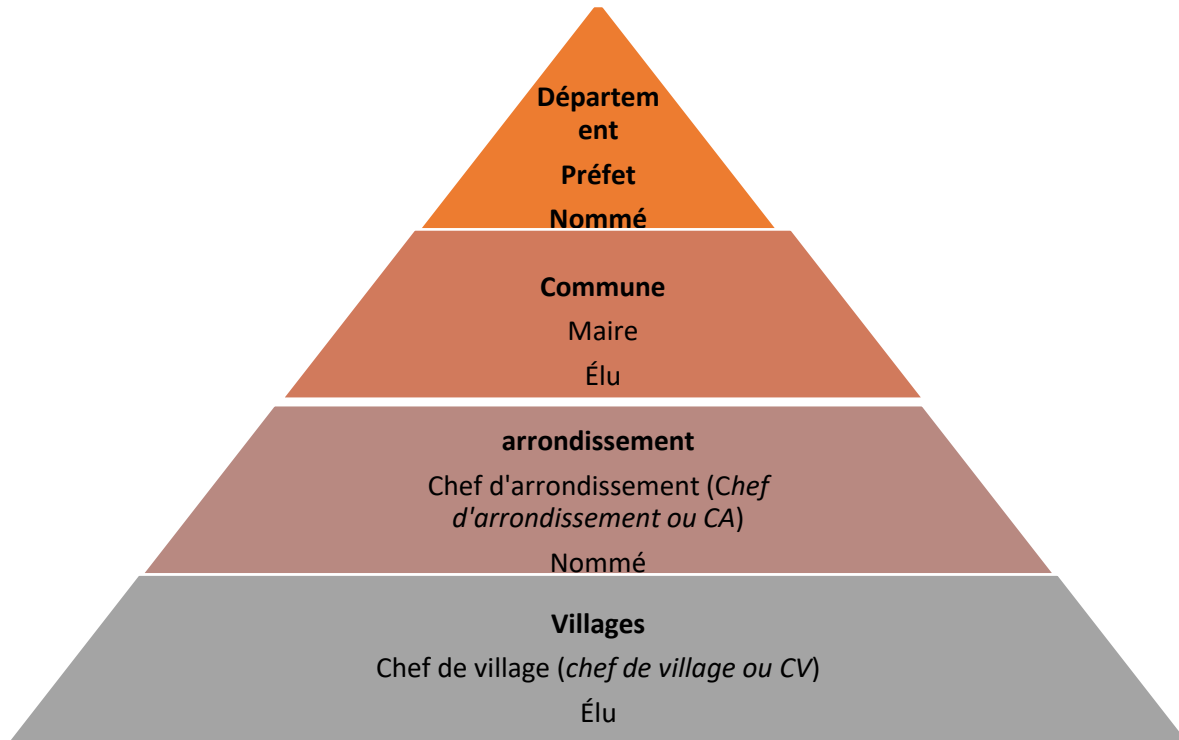 Départem
ent
Préfet
Nommé
Commune
Maire
Élu
arrondissement
Chef d'arrondissement (Chef
d'arrondissement ou CA)
Nommé
Villages
Chef de village (chef de village ou CV)
Élu